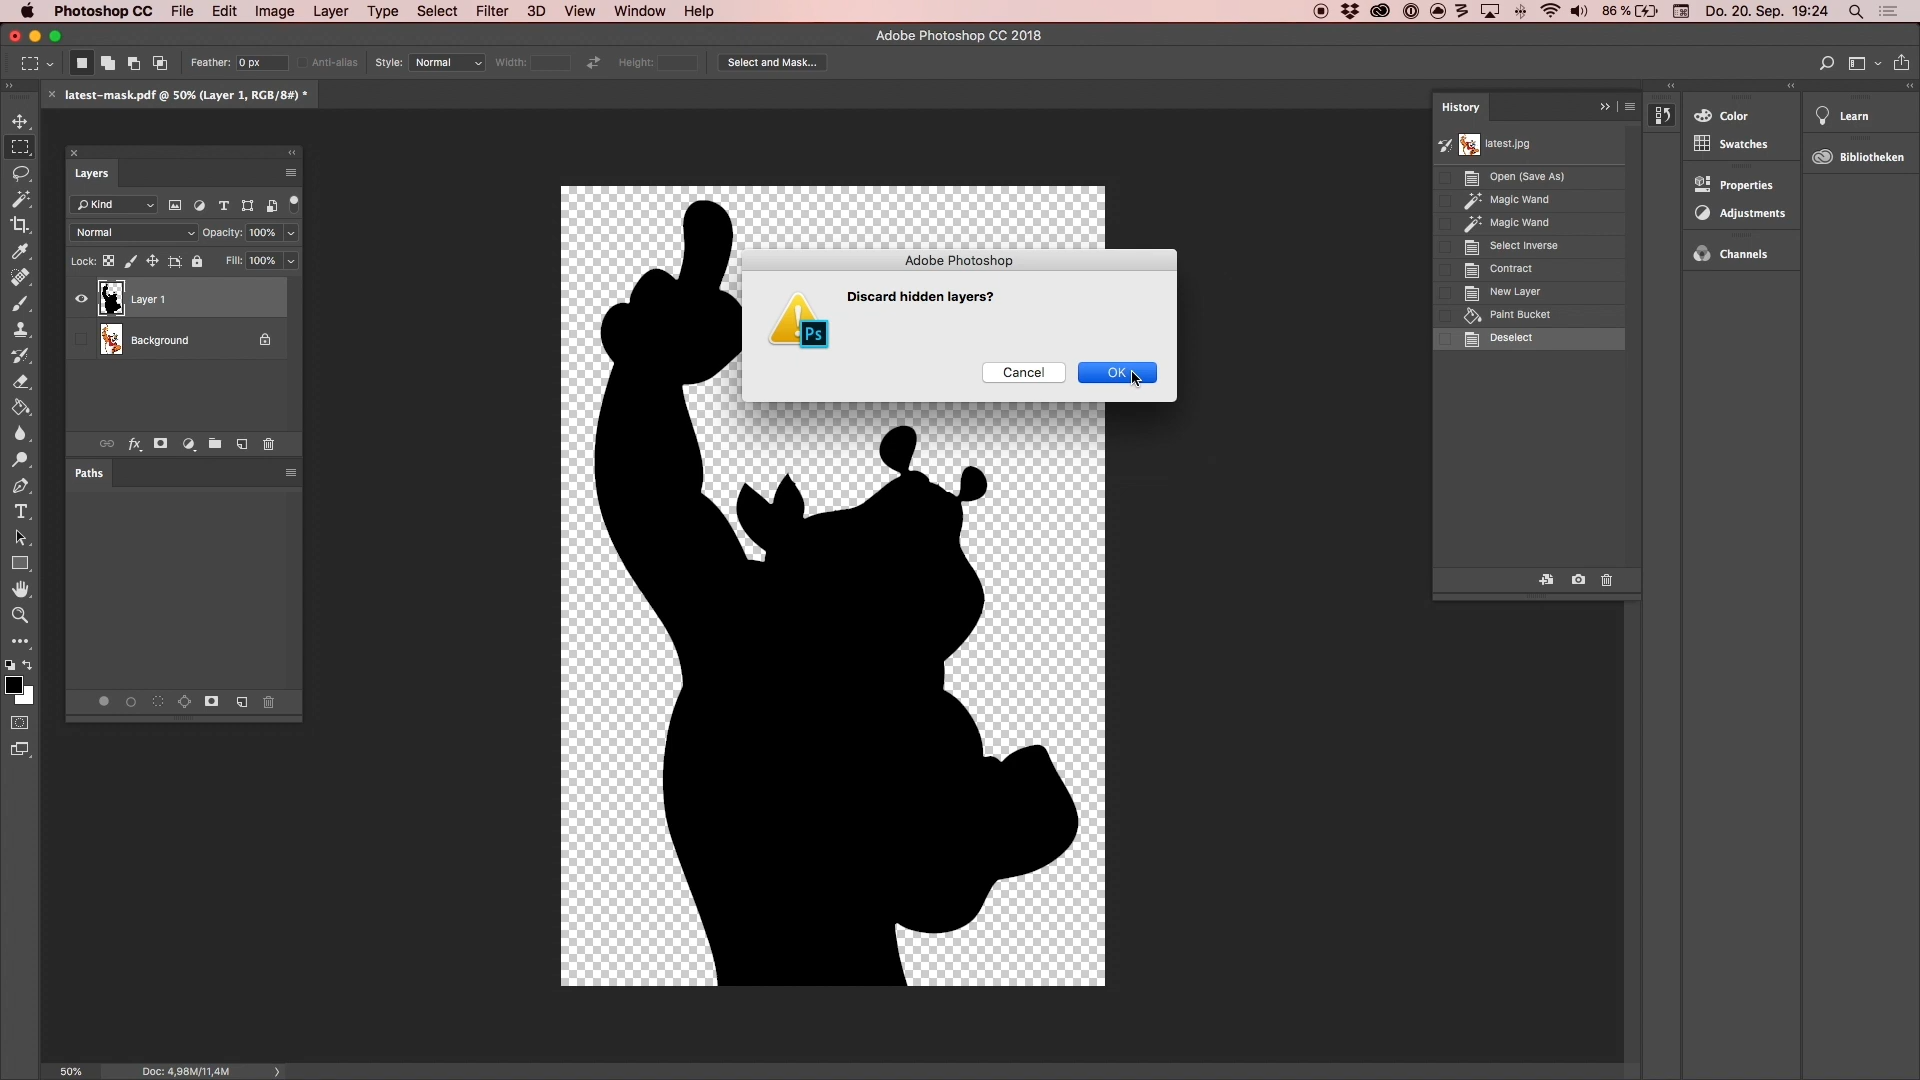 Photoshop CC File Edit Image Layer Type Select Filter 3D View Window Help 86 % Do. 20. Sep. 19:24
Adobe Photoshop CC 2018
Feather: 0 px Anti-alias Style: Normal Width: Height: Select and Mask...
latest-mask.pdf @ 50% (Layer 1, RGB/8#) *
Layers
Kind
Normal Opacity: 100%
Lock: Fill: 100%
Layer 1
Background
fx
Paths
Adobe Photoshop
Discard hidden layers?
Ps
Cancel OK
History
latest.jpg
Open (Save As)
Magic Wand
Magic Wand
Select Inverse
Contract
New Layer
Paint Bucket
Deselect
Color
Swatches
Properties
Adjustments
Channels
Learn
Bibliotheken
50% Doc: 4,98M/11,4M